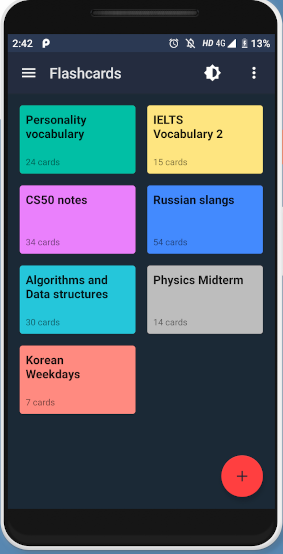 2:42 P HD 4G 13%
Flashcards
Personality
vocabulary
24 cards
IELTS
Vocabulary 2
15 cards
CS50 notes
34 cards
Russian slangs
54 cards
Algorithms and
Data structures
30 cards
Physics Midterm
14 cards
Korean
Weekdays
7 cards
+